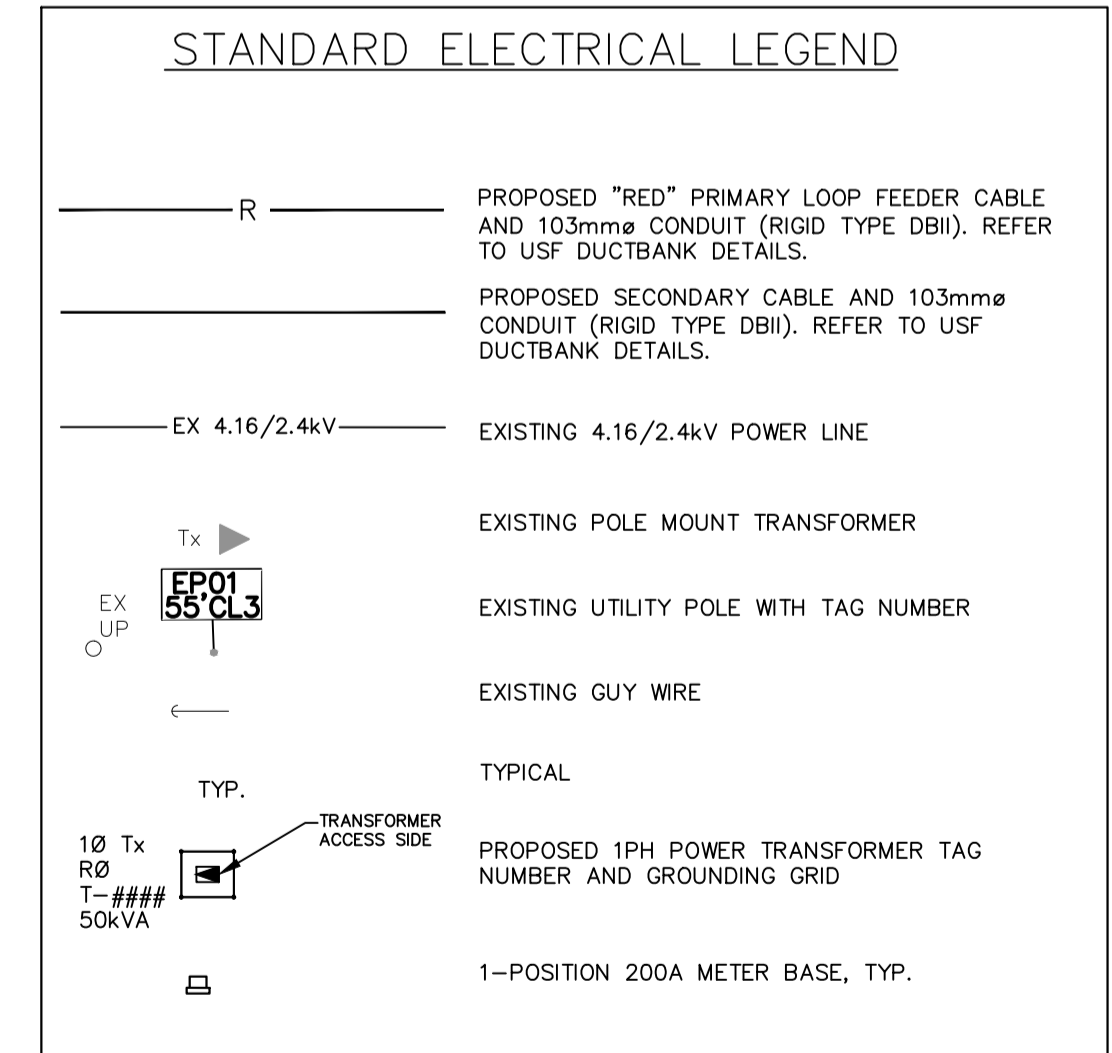 STANDARD ELECTRICAL LEGEND
R
PROPOSED "RED" PRIMARY LOOP FEEDER CABLE
AND 103mmø CONDUIT (RIGID TYPE DBII). REFER
TO USF DUCTBANK DETAILS.
PROPOSED SECONDARY CABLE AND 103mmø
CONDUIT (RIGID TYPE DBII). REFER TO USF
DUCTBANK DETAILS.
EX 4.16/2.4kV
EXISTING 4.16/2.4kV POWER LINE
Tx
EXISTING POLE MOUNT TRANSFORMER
EX
UP
EP01
55'CL3
EXISTING UTILITY POLE WITH TAG NUMBER
EXISTING GUY WIRE
TYP.
TYPICAL
1Ø Tx
RØ
T-####
50kVA
TRANSFORMER
ACCESS SIDE
PROPOSED 1PH POWER TRANSFORMER TAG
NUMBER AND GROUNDING GRID
1-POSITION 200A METER BASE, TYP.